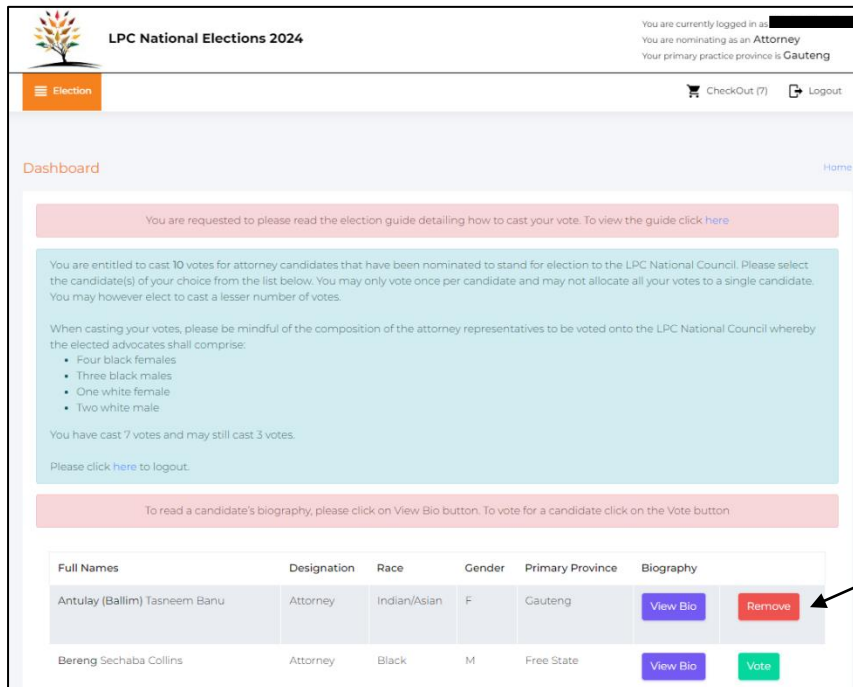 LPC National Elections 2024
You are currently logged in as
You are nominating as an Attorney
Your primary practice province is Gauteng
Election
CheckOut (7)
Logout
Dashboard
Home
You are requested to please read the election guide detailing how to cast your vote. To view the guide click here
You are entitled to cast 10 votes for attorney candidates that have been nominated to stand for election to the LPC National Council. Please select
the candidate(s) of your choice from the list below. You may only vote once per candidate and may not allocate all your votes to a single candidate.
You may however elect to cast a lesser number of votes.
When casting your votes, please be mindful of the composition of the attorney representatives to be voted onto the LPC National Council whereby
the elected advocates shall comprise:
• Four black females
• Three black males
• One white female
• Two white male
You have cast 7 votes and may still cast 3 votes.
Please click here to logout.
To read a candidate's biography, please click on View Bio button. To vote for a candidate click on the Vote button
Full Names Designation Race Gender Primary Province Biography
Antulay (Ballim) Tasneem Banu Attorney Indian/Asian F Gauteng View Bio Remove
Bereng Sechaba Collins Attorney Black M Free State View Bio Vote